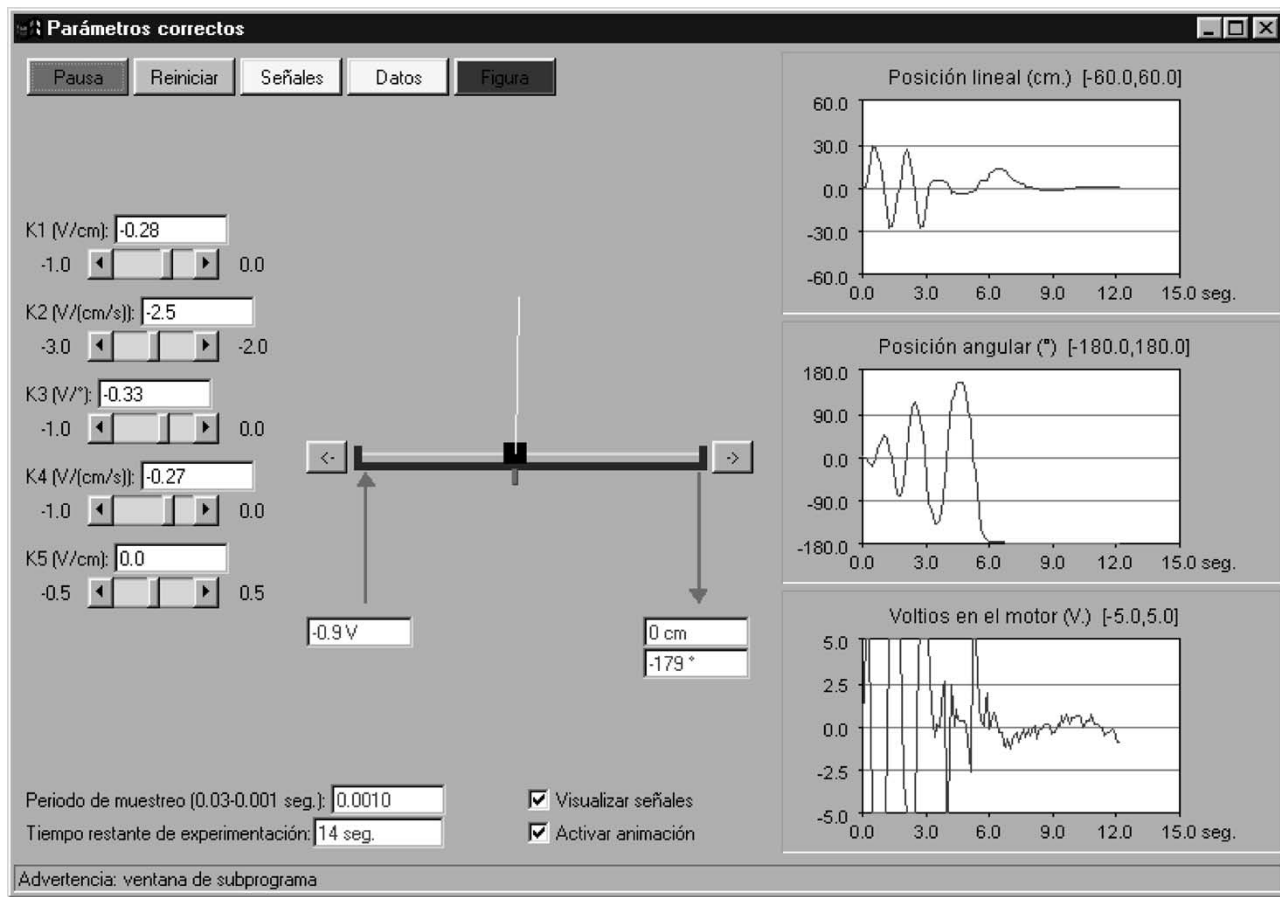 Parámetros correctos
Pausa Reiniciar Señales Datos Figura
K1 (V/cm): -0.28
-1.0 0.0
K2 (V/(cm/s)): -2.5
-3.0 -2.0
K3 (V/°): -0.33
-1.0 0.0
K4 (V/(cm/s)): -0.27
-1.0 0.0
K5 (V/cm): 0.0
-0.5 0.5
<- ->
-0.9 V
0 cm
-179 °
Periodo de muestreo (0.03-0.001 seg.): 0.0010
Tiempo restante de experimentación: 14 seg.
Visualizar señales
Activar animación
Posición lineal (cm.) [-60.0,60.0]
60.0
30.0
0.0
-30.0
-60.0
0.0 3.0 6.0 9.0 12.0 15.0 seg.
Posición angular (°) [-180.0,180.0]
180.0
90.0
0.0
-90.0
-180.0
0.0 3.0 6.0 9.0 12.0 15.0 seg.
Voltios en el motor (V.) [-5.0,5.0]
5.0
2.5
0.0
-2.5
-5.0
0.0 3.0 6.0 9.0 12.0 15.0 seg.
Advertencia: ventana de subprograma